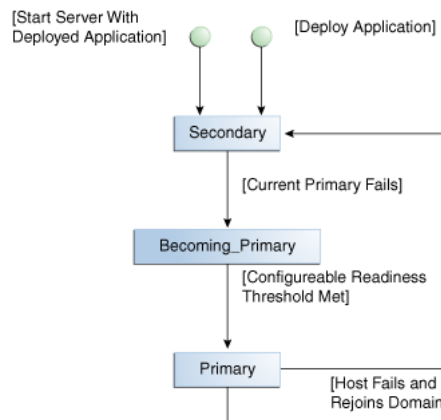 [Start Server With
Deployed Application]
[Deploy Application]
Secondary
[Current Primary Fails]
Becoming_Primary
[Configureable Readiness
Threshold Met]
Primary
[Host Fails and
Rejoins Domain